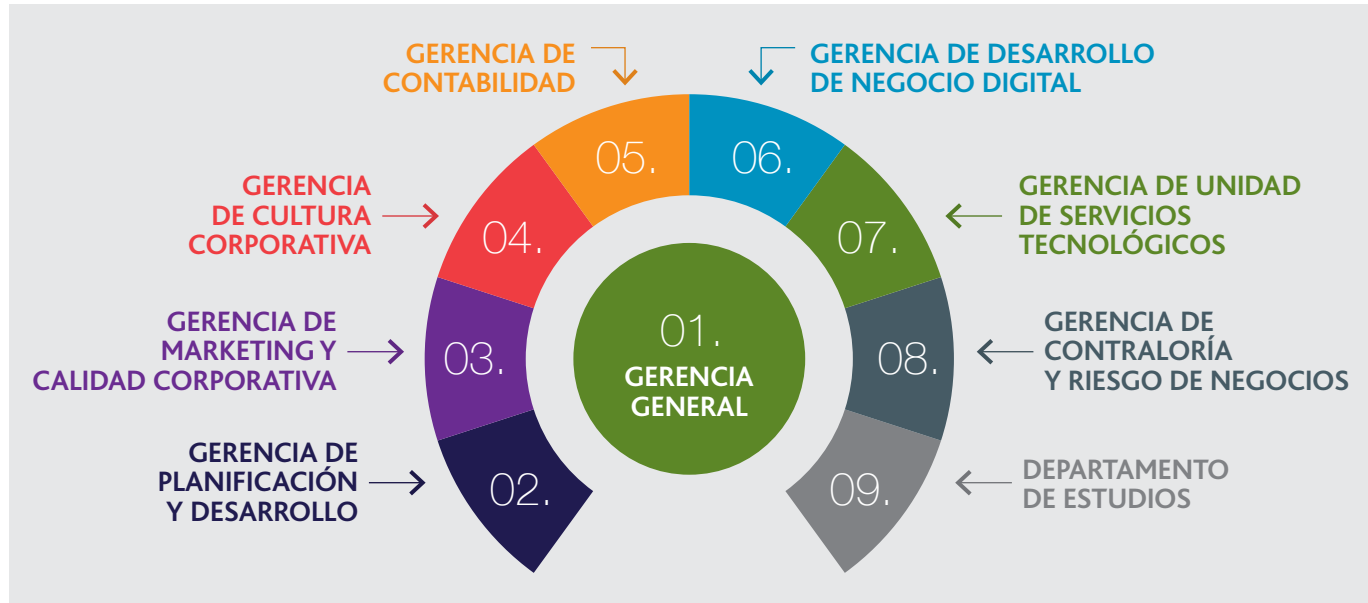 01.
GERENCIA
GENERAL
02.
GERENCIA DE
PLANIFICACIÓN
Y DESARROLLO
03.
GERENCIA DE
MARKETING Y
CALIDAD CORPORATIVA
04.
GERENCIA
DE CULTURA
CORPORATIVA
05.
GERENCIA DE
CONTABILIDAD
06.
GERENCIA DE DESARROLLO
DE NEGOCIO DIGITAL
07.
GERENCIA DE UNIDAD
DE SERVICIOS
TECNOLÓGICOS
08.
GERENCIA DE
CONTRALORÍA
Y RIESGO DE NEGOCIOS
09.
DEPARTAMENTO
DE ESTUDIOS